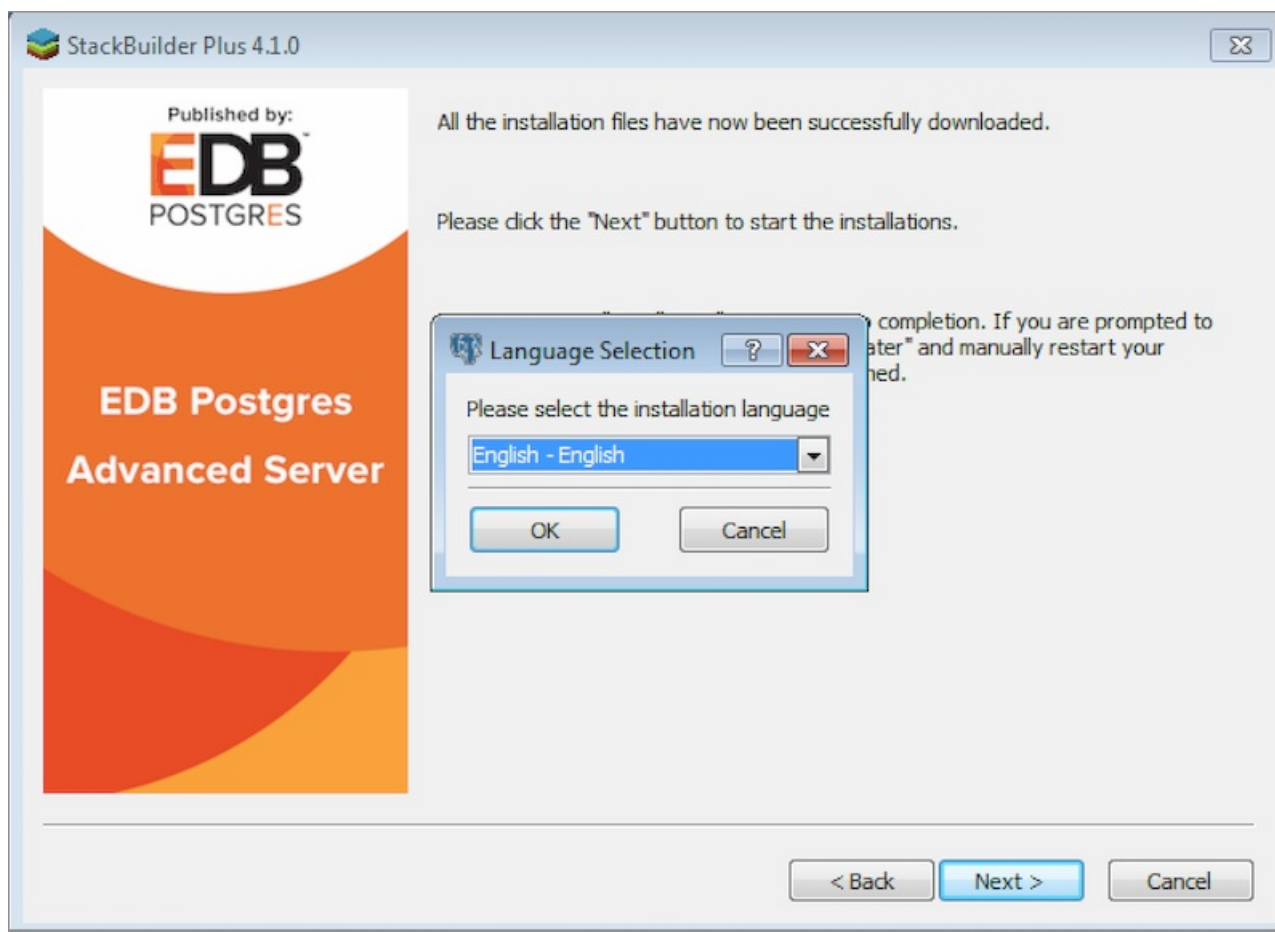 StackBuilder Plus 4.1.0
Published by:
EDB™
POSTGRES
EDB Postgres
Advanced Server
All the installation files have now been successfully downloaded.
Please click the "Next" button to start the installations.
completion. If you are prompted to
ater" and manually restart your
ned.
Language Selection
?
Please select the installation language
English - English
OK
Cancel
< Back
Next >
Cancel